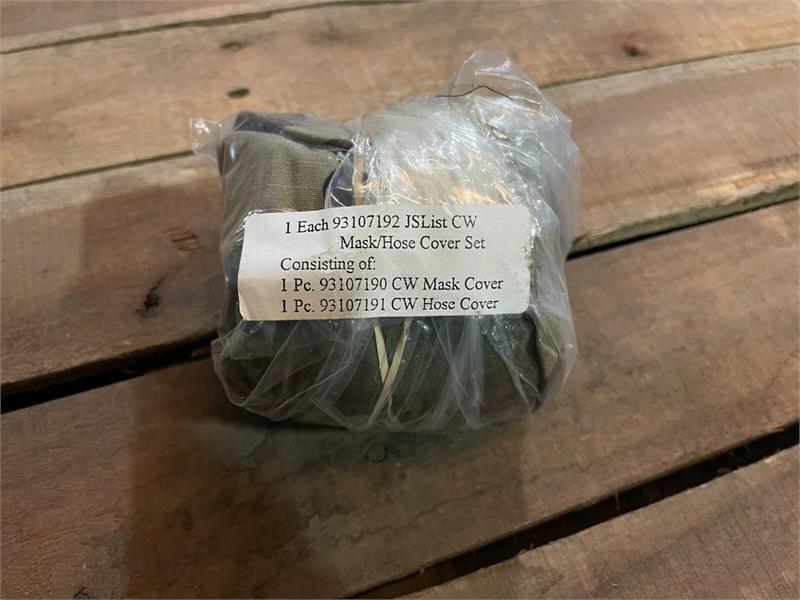 1 Each 93107192 JSList CW
Mask/Hose Cover Set
Consisting of:
1 Pc. 93107190 CW Mask Cover
1 Pc. 93107191 CW Hose Cover